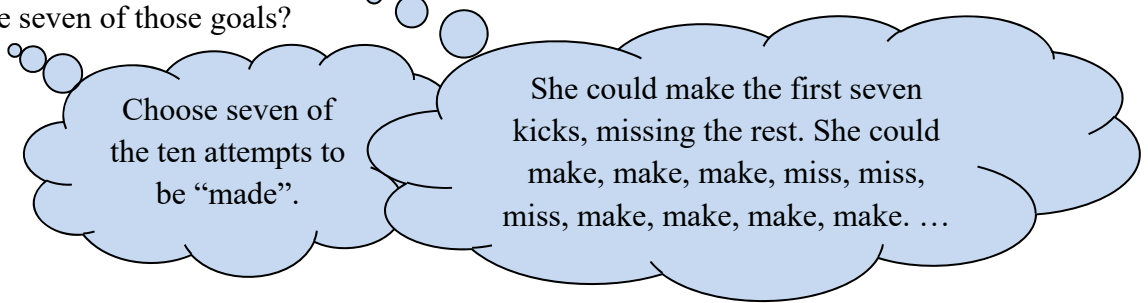 e seven of those goals?
Choose seven of
the ten attempts to
be “made”.
She could make the first seven
kicks, missing the rest. She could
make, make, make, miss, miss,
miss, make, make, make, make. …